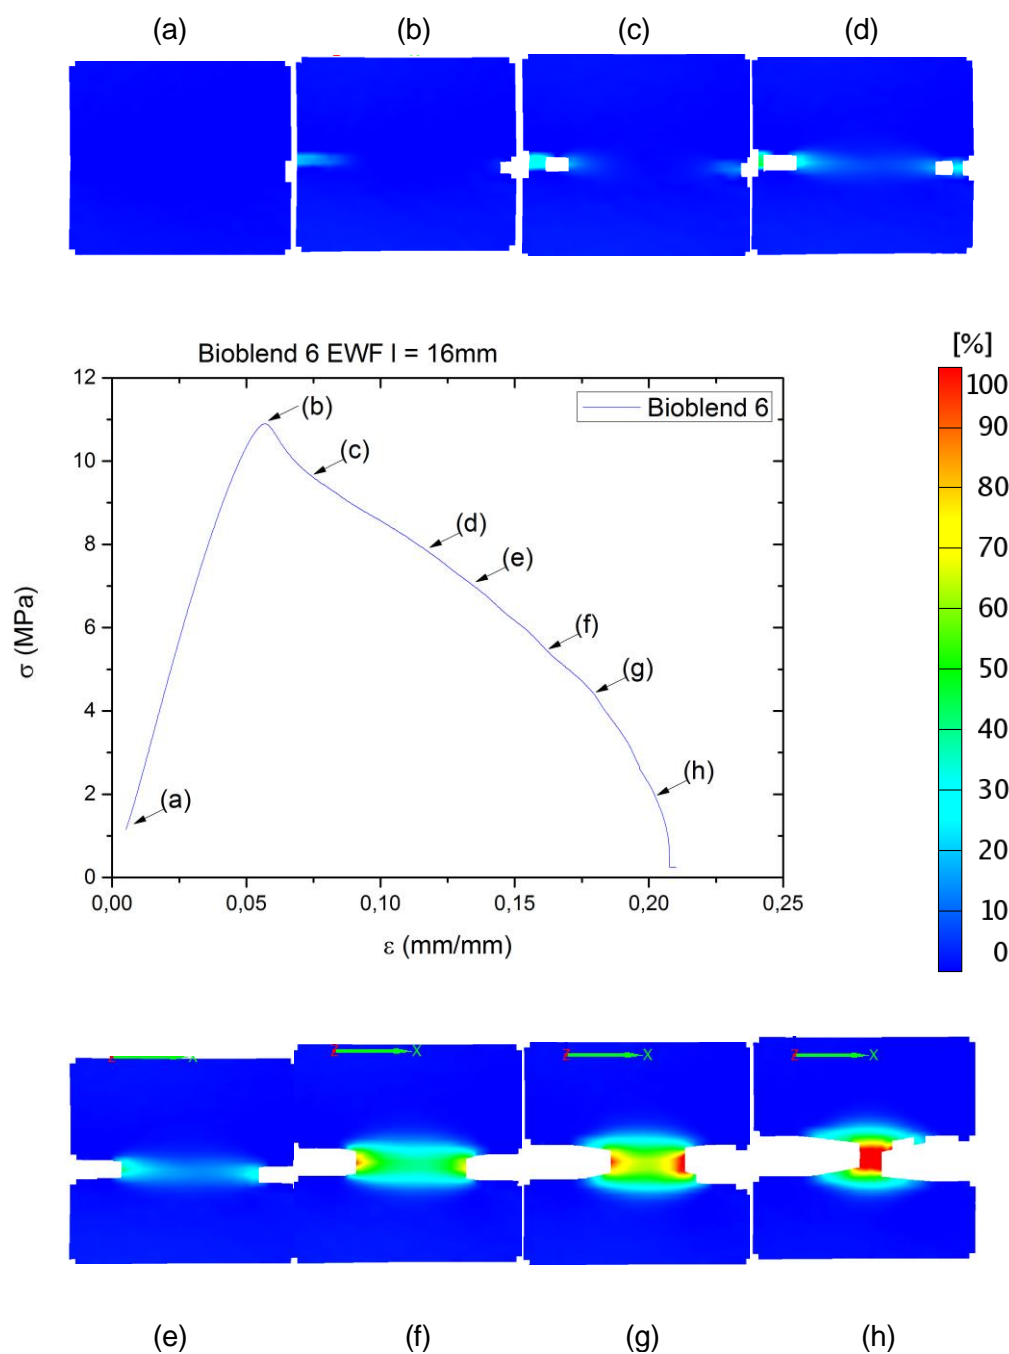 (a) (b) (c) (d)
[%]
Bioblend 6 EWF l = 16mm
Bioblend 6
12
10
8
6
4
2
0
σ (MPa)
(a)
(b)
(c)
(d)
(e)
(f)
(g)
(h)
0,00 0,05 0,10 0,15 0,20 0,25
ε (mm/mm)
100
90
80
70
60
50
40
30
20
10
0
Z X
Z X
Z X
Z X
(e) (f) (g) (h)